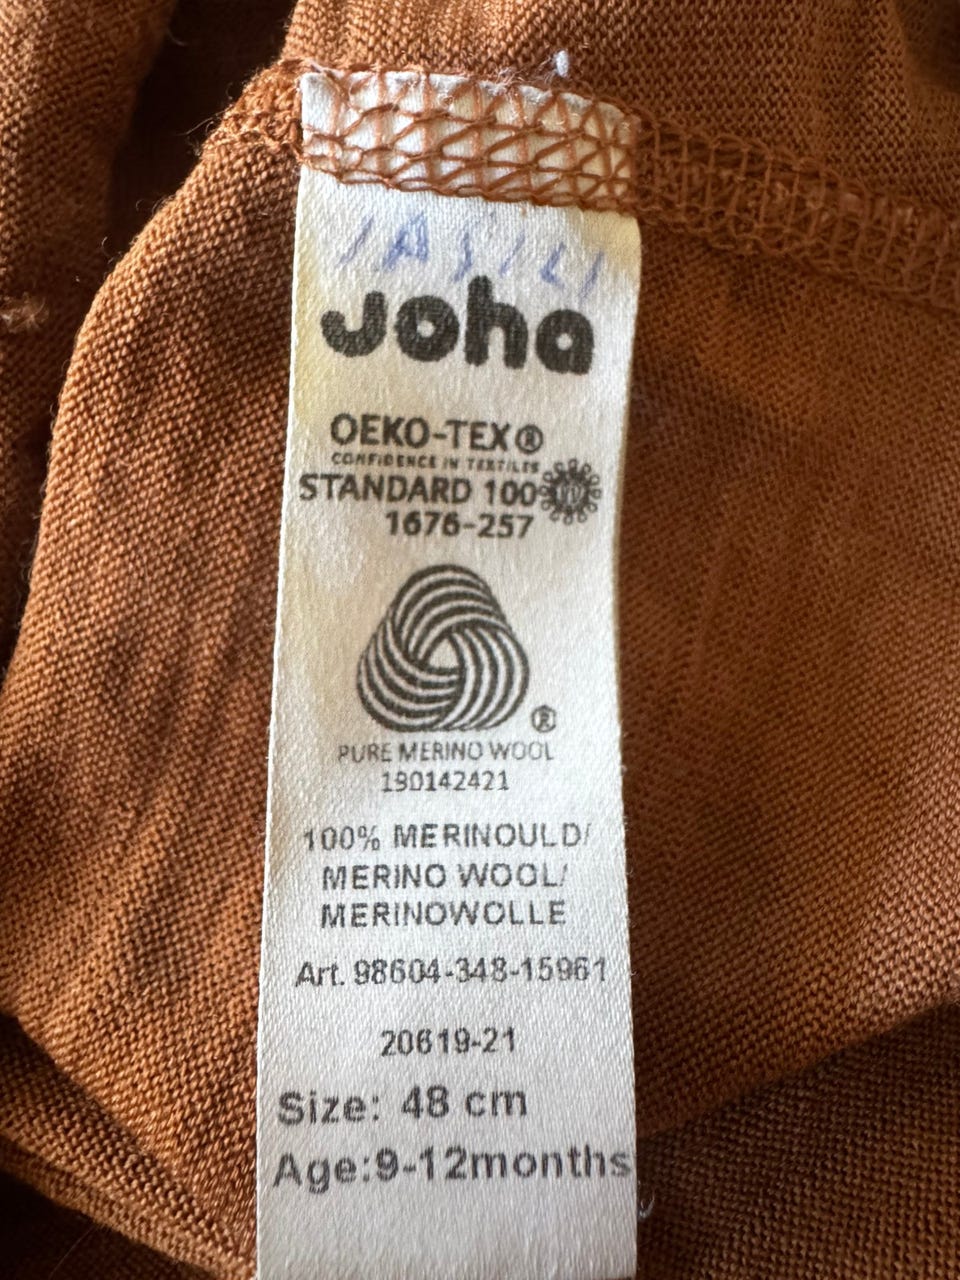 Joha
OEKO-TEX®
CONFIDENCE IN TEXTILES
STANDARD 100
1676-257
®
PURE MERINO WOOL
190142421
100% MERINOULD/
MERINO WOOL/
MERINOWOLLE
Art. 98604-348-15961
20619-21
Size: 48 cm
Age:9-12months